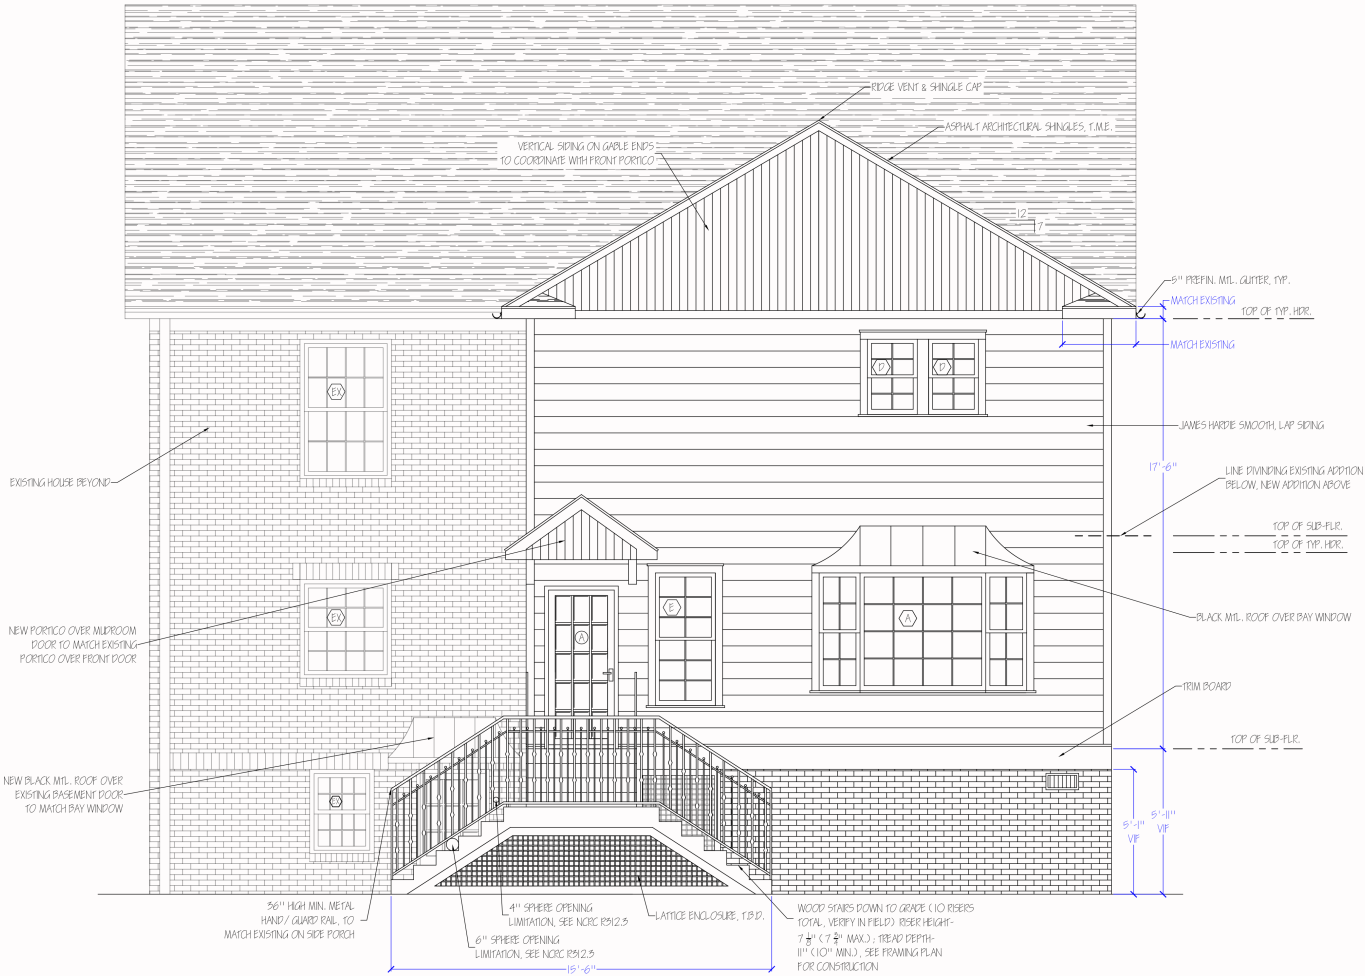 RIDGE VENT & SHINGLE CAP
ASPHALT ARCHITECTURAL SHINGLES, T.M.E.
VERTICAL SIDING ON GABLE ENDS
TO COORDINATE WITH FRONT PORTICO
12
7
5" PREFIN. MTL. GUTTER, TYP.
MATCH EXISTING
TOP OF TYP. HDR.
MATCH EXISTING
EX
D
D
JAMES HARDIE SMOOTH, LAP SIDING
EXISTING HOUSE BEYOND
17'-6"
LINE DIVINDING EXISTING ADDTION
BELOW, NEW ADDITION ABOVE
TOP OF SUB-FLR.
TOP OF TYP. HDR.
EX
E
A
A
BLACK MTL. ROOF OVER BAY WINDOW
NEW PORTICO OVER MUDROOM
DOOR TO MATCH EXISTING
PORTICO OVER FRONT DOOR
TRIM BOARD
TOP OF SUB-FLR.
NEW BLACK MTL. ROOF OVER
EXISTING BASEMENT DOOR
TO MATCH BAY WINDOW
EX
5'-1"
VIF
5'-11"
VIF
36" HIGH MIN. METAL
HAND/ GUARD RAIL, TO
MATCH EXISTING ON SIDE PORCH
4" SPHERE OPENING
LIMITATION, SEE NCRC R312.3
6" SPHERE OPENING
LIMITATION, SEE NCRC R312.3
LATTICE ENCLOSURE, T.B.D.
WOOD STAIRS DOWN TO GRADE (10 RISERS
TOTAL, VERIFY IN FIELD) RISER HEIGHT-
7 1/8" (7 3/4" MAX.) ; TREAD DEPTH-
11" (10" MIN.), SEE FRAMING PLAN
FOR CONSTRUCTION
15'-6"